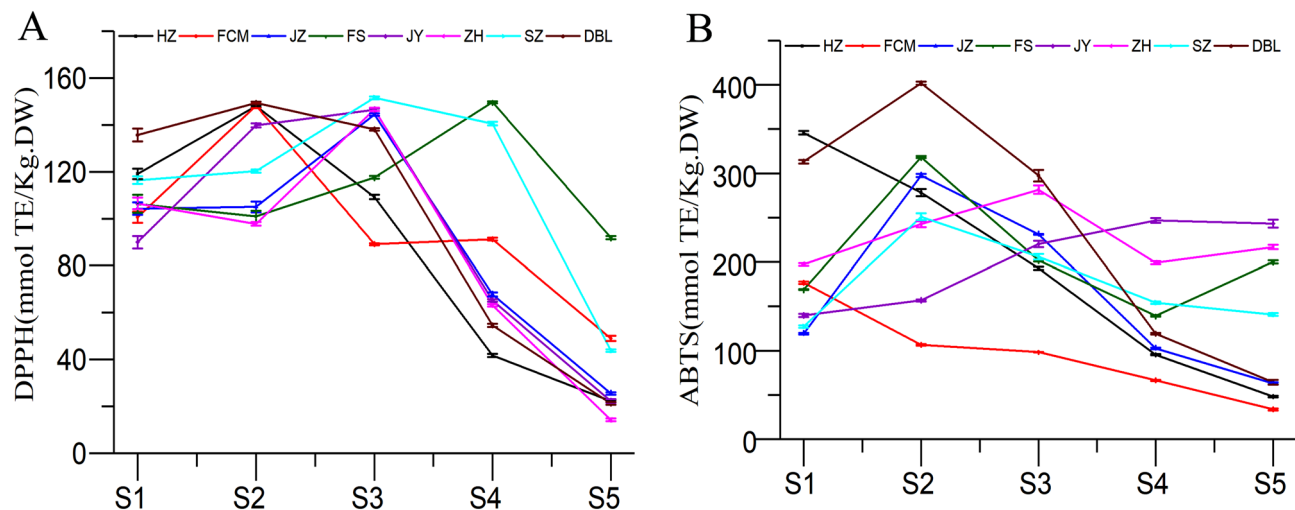 A
HZ FCM JZ FS JY ZH SZ DBL
DPPH(mmol TE/Kg.DW)
160
120
80
40
0
S1 S2 S3 S4 S5
B
HZ FCM JZ FS JY ZH SZ DBL
ABTS(mmol TE/Kg.DW)
400
300
200
100
0
S1 S2 S3 S4 S5